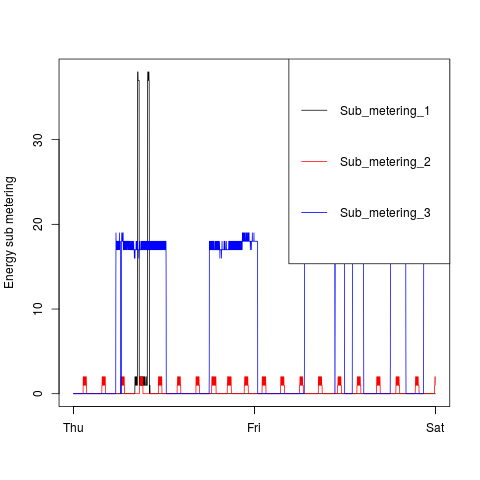 Sub_metering_1
Sub_metering_2
Sub_metering_3
Energy sub metering
30
20
10
0
Thu
Fri
Sat